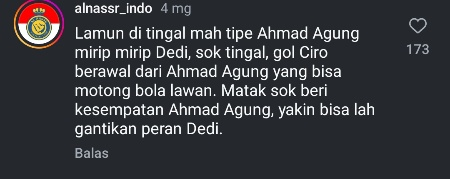 alnassr_indo 4 mg
Lamun di tingal mah tipe Ahmad Agung
mirip mirip Dedi, sok tingal, gol Ciro
berawal dari Ahmad Agung yang bisa
motong bola lawan. Matak sok beri
kesempatan Ahmad Agung, yakin bisa lah
gantikan peran Dedi.
173
Balas